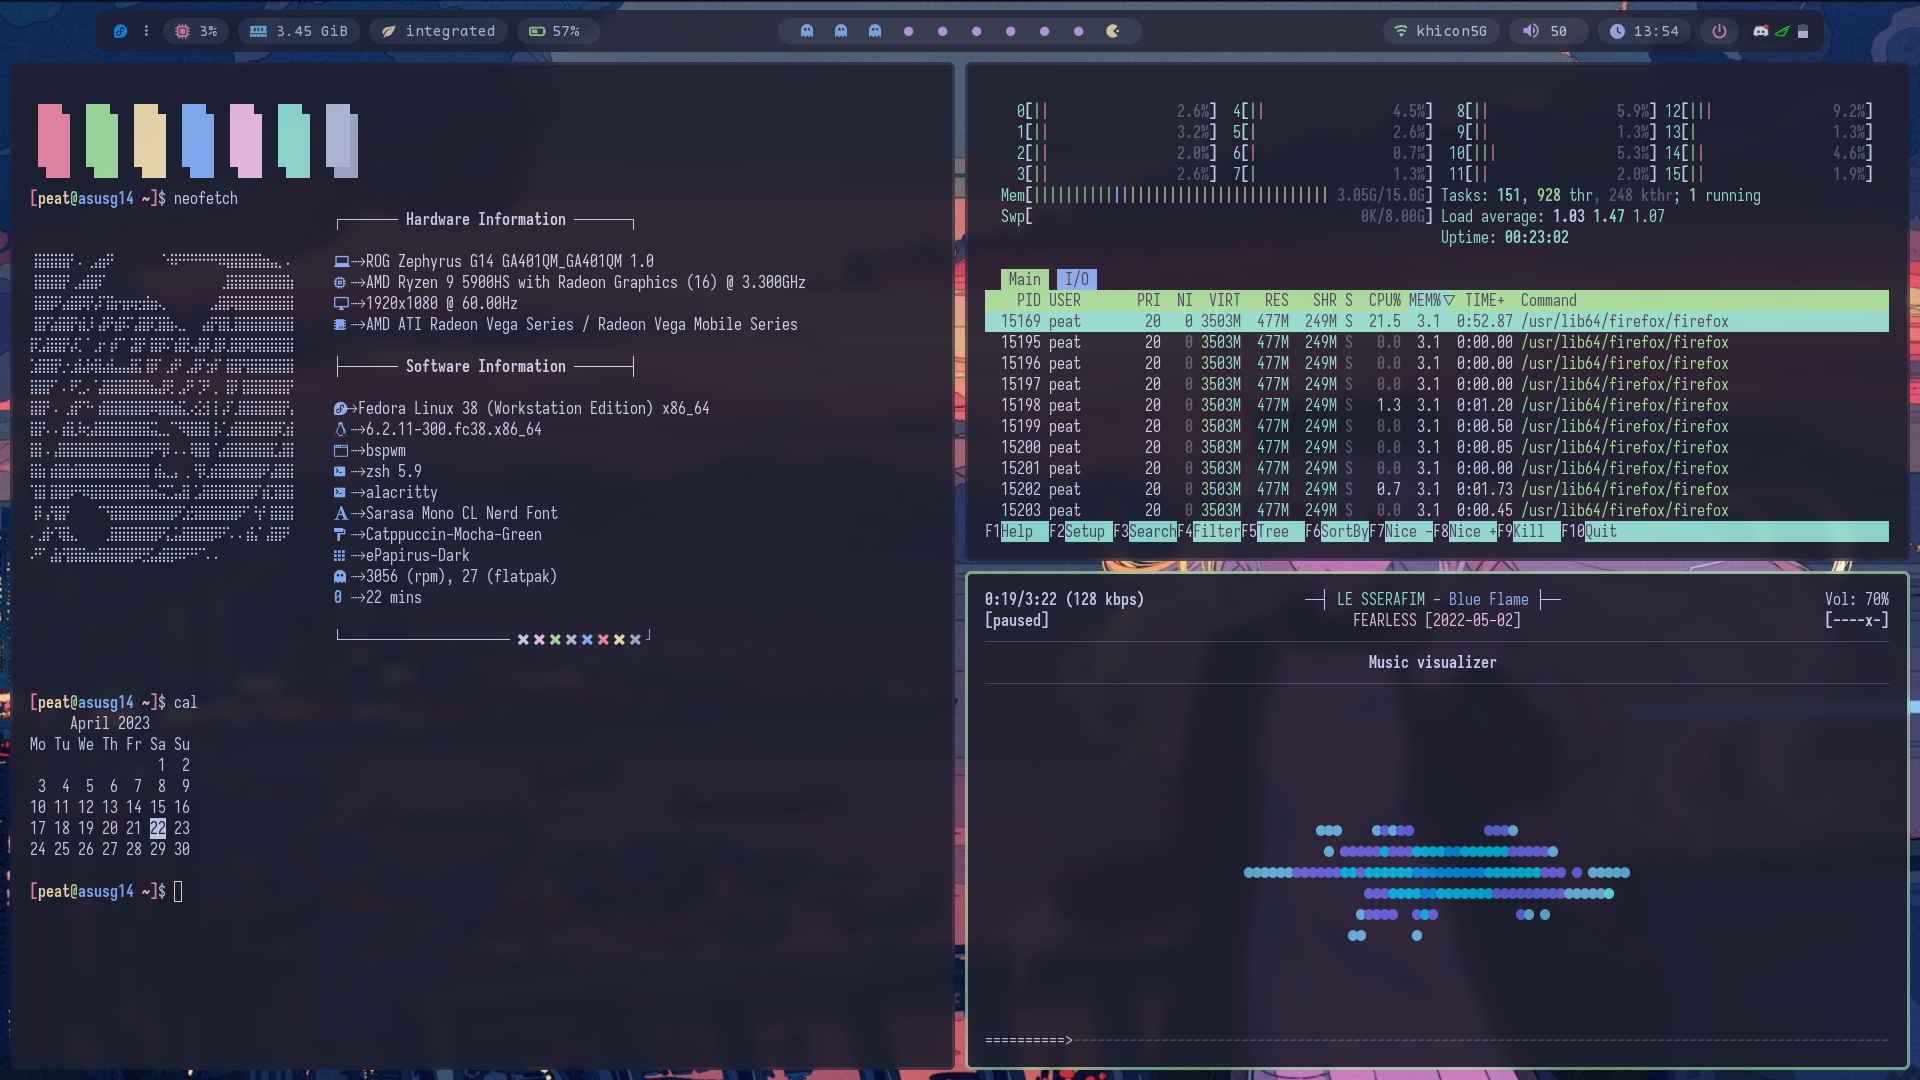 3%
3.45 GiB
integrated
57%
khicon5G
50
13:54
[peat@asusg14 ~]$ neofetch
Hardware Information
ROG Zephyrus G14 GA401QM_GA401QM 1.0
AMD Ryzen 9 5900HS with Radeon Graphics (16) @ 3.300GHz
1920x1080 @ 60.00Hz
AMD ATI Radeon Vega Series / Radeon Vega Mobile Series
Software Information
Fedora Linux 38 (Workstation Edition) x86_64
6.2.11-300.fc38.x86_64
bspwm
zsh 5.9
alacritty
Sarasa Mono CL Nerd Font
Catppuccin-Mocha-Green
ePapirus-Dark
3056 (rpm), 27 (flatpak)
22 mins
[peat@asusg14 ~]$ cal
April 2023
Mo Tu We Th Fr Sa Su
1 2
3 4 5 6 7 8 9
10 11 12 13 14 15 16
17 18 19 20 21 22 23
24 25 26 27 28 29 30
[peat@asusg14 ~]$
0[|| 2.6%] 4[|| 4.5%] 8[|| 5.9%] 12[||| 9.2%]
1[|| 3.2%] 5[| 2.6%] 9[|| 1.3%] 13[| 1.3%]
2[|| 2.0%] 6[| 0.7%] 10[||| 5.3%] 14[|| 4.6%]
3[|| 2.6%] 7[| 1.3%] 11[|| 2.0%] 15[|| 1.9%]
Mem[||||||||||||||||||||||||||||||||||||| 3.05G/15.0G] Tasks: 151, 928 thr, 248 kthr; 1 running
Swp[ 0K/8.00G] Load average: 1.03 1.47 1.07
Uptime: 00:23:02
Main I/O
PID USER PRI NI VIRT RES SHR S CPU% MEM%▽ TIME+ Command
15169 peat 20 0 3503M 477M 249M S 21.5 3.1 0:52.87 /usr/lib64/firefox/firefox
15195 peat 20 0 3503M 477M 249M S 0.0 3.1 0:00.00 /usr/lib64/firefox/firefox
15196 peat 20 0 3503M 477M 249M S 0.0 3.1 0:00.00 /usr/lib64/firefox/firefox
15197 peat 20 0 3503M 477M 249M S 0.0 3.1 0:00.00 /usr/lib64/firefox/firefox
15198 peat 20 0 3503M 477M 249M S 1.3 3.1 0:01.20 /usr/lib64/firefox/firefox
15199 peat 20 0 3503M 477M 249M S 0.0 3.1 0:00.50 /usr/lib64/firefox/firefox
15200 peat 20 0 3503M 477M 249M S 0.0 3.1 0:00.05 /usr/lib64/firefox/firefox
15201 peat 20 0 3503M 477M 249M S 0.0 3.1 0:00.00 /usr/lib64/firefox/firefox
15202 peat 20 0 3503M 477M 249M S 0.7 3.1 0:01.73 /usr/lib64/firefox/firefox
15203 peat 20 0 3503M 477M 249M S 0.0 3.1 0:00.45 /usr/lib64/firefox/firefox
F1Help F2Setup F3SearchF4FilterF5Tree F6SortByF7Nice -F8Nice +F9Kill F10Quit
0:19/3:22 (128 kbps) LE SSERAFIM - Blue Flame Vol: 70%
[paused] FEARLESS [2022-05-02] [----x-]
Music visualizer
==========>